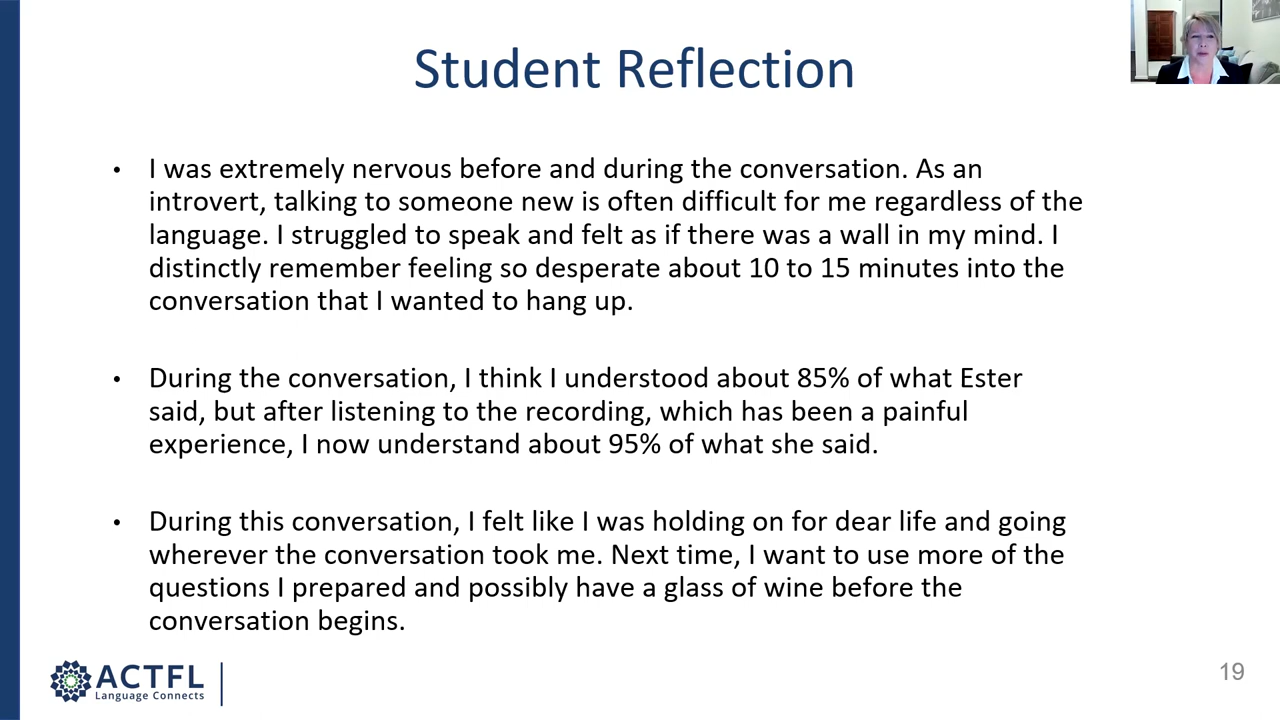 Student Reflection
• I was extremely nervous before and during the conversation. As an
introvert, talking to someone new is often difficult for me regardless of the
language. I struggled to speak and felt as if there was a wall in my mind. I
distinctly remember feeling so desperate about 10 to 15 minutes into the
conversation that I wanted to hang up.
• During the conversation, I think I understood about 85% of what Ester
said, but after listening to the recording, which has been a painful
experience, I now understand about 95% of what she said.
• During this conversation, I felt like I was holding on for dear life and going
wherever the conversation took me. Next time, I want to use more of the
questions I prepared and possibly have a glass of wine before the
conversation begins.
ACTFL
Language Connects
19